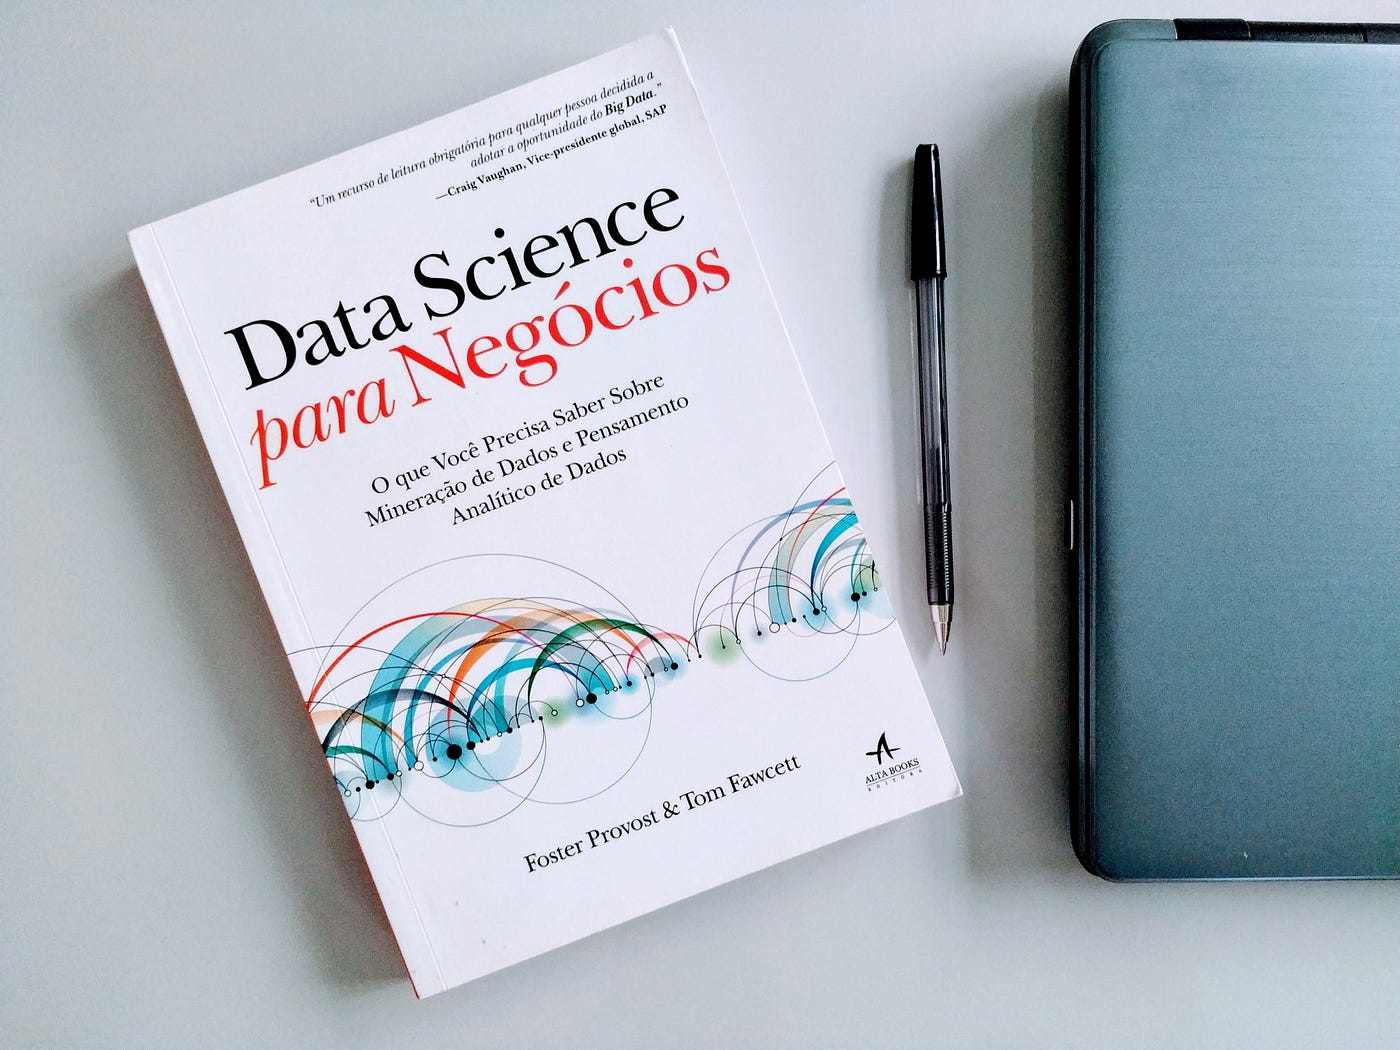 “Um recurso de leitura obrigatória para qualquer pessoa decidida a
adotar a oportunidade do Big Data.”
—Craig Vaughan, Vice-presidente global, SAP
Data Science
para Negócios
O que Você Precisa Saber Sobre
Mineração de Dados e Pensamento
Analítico de Dados
Foster Provost & Tom Fawcett
ALTA BOOKS
EDITORA